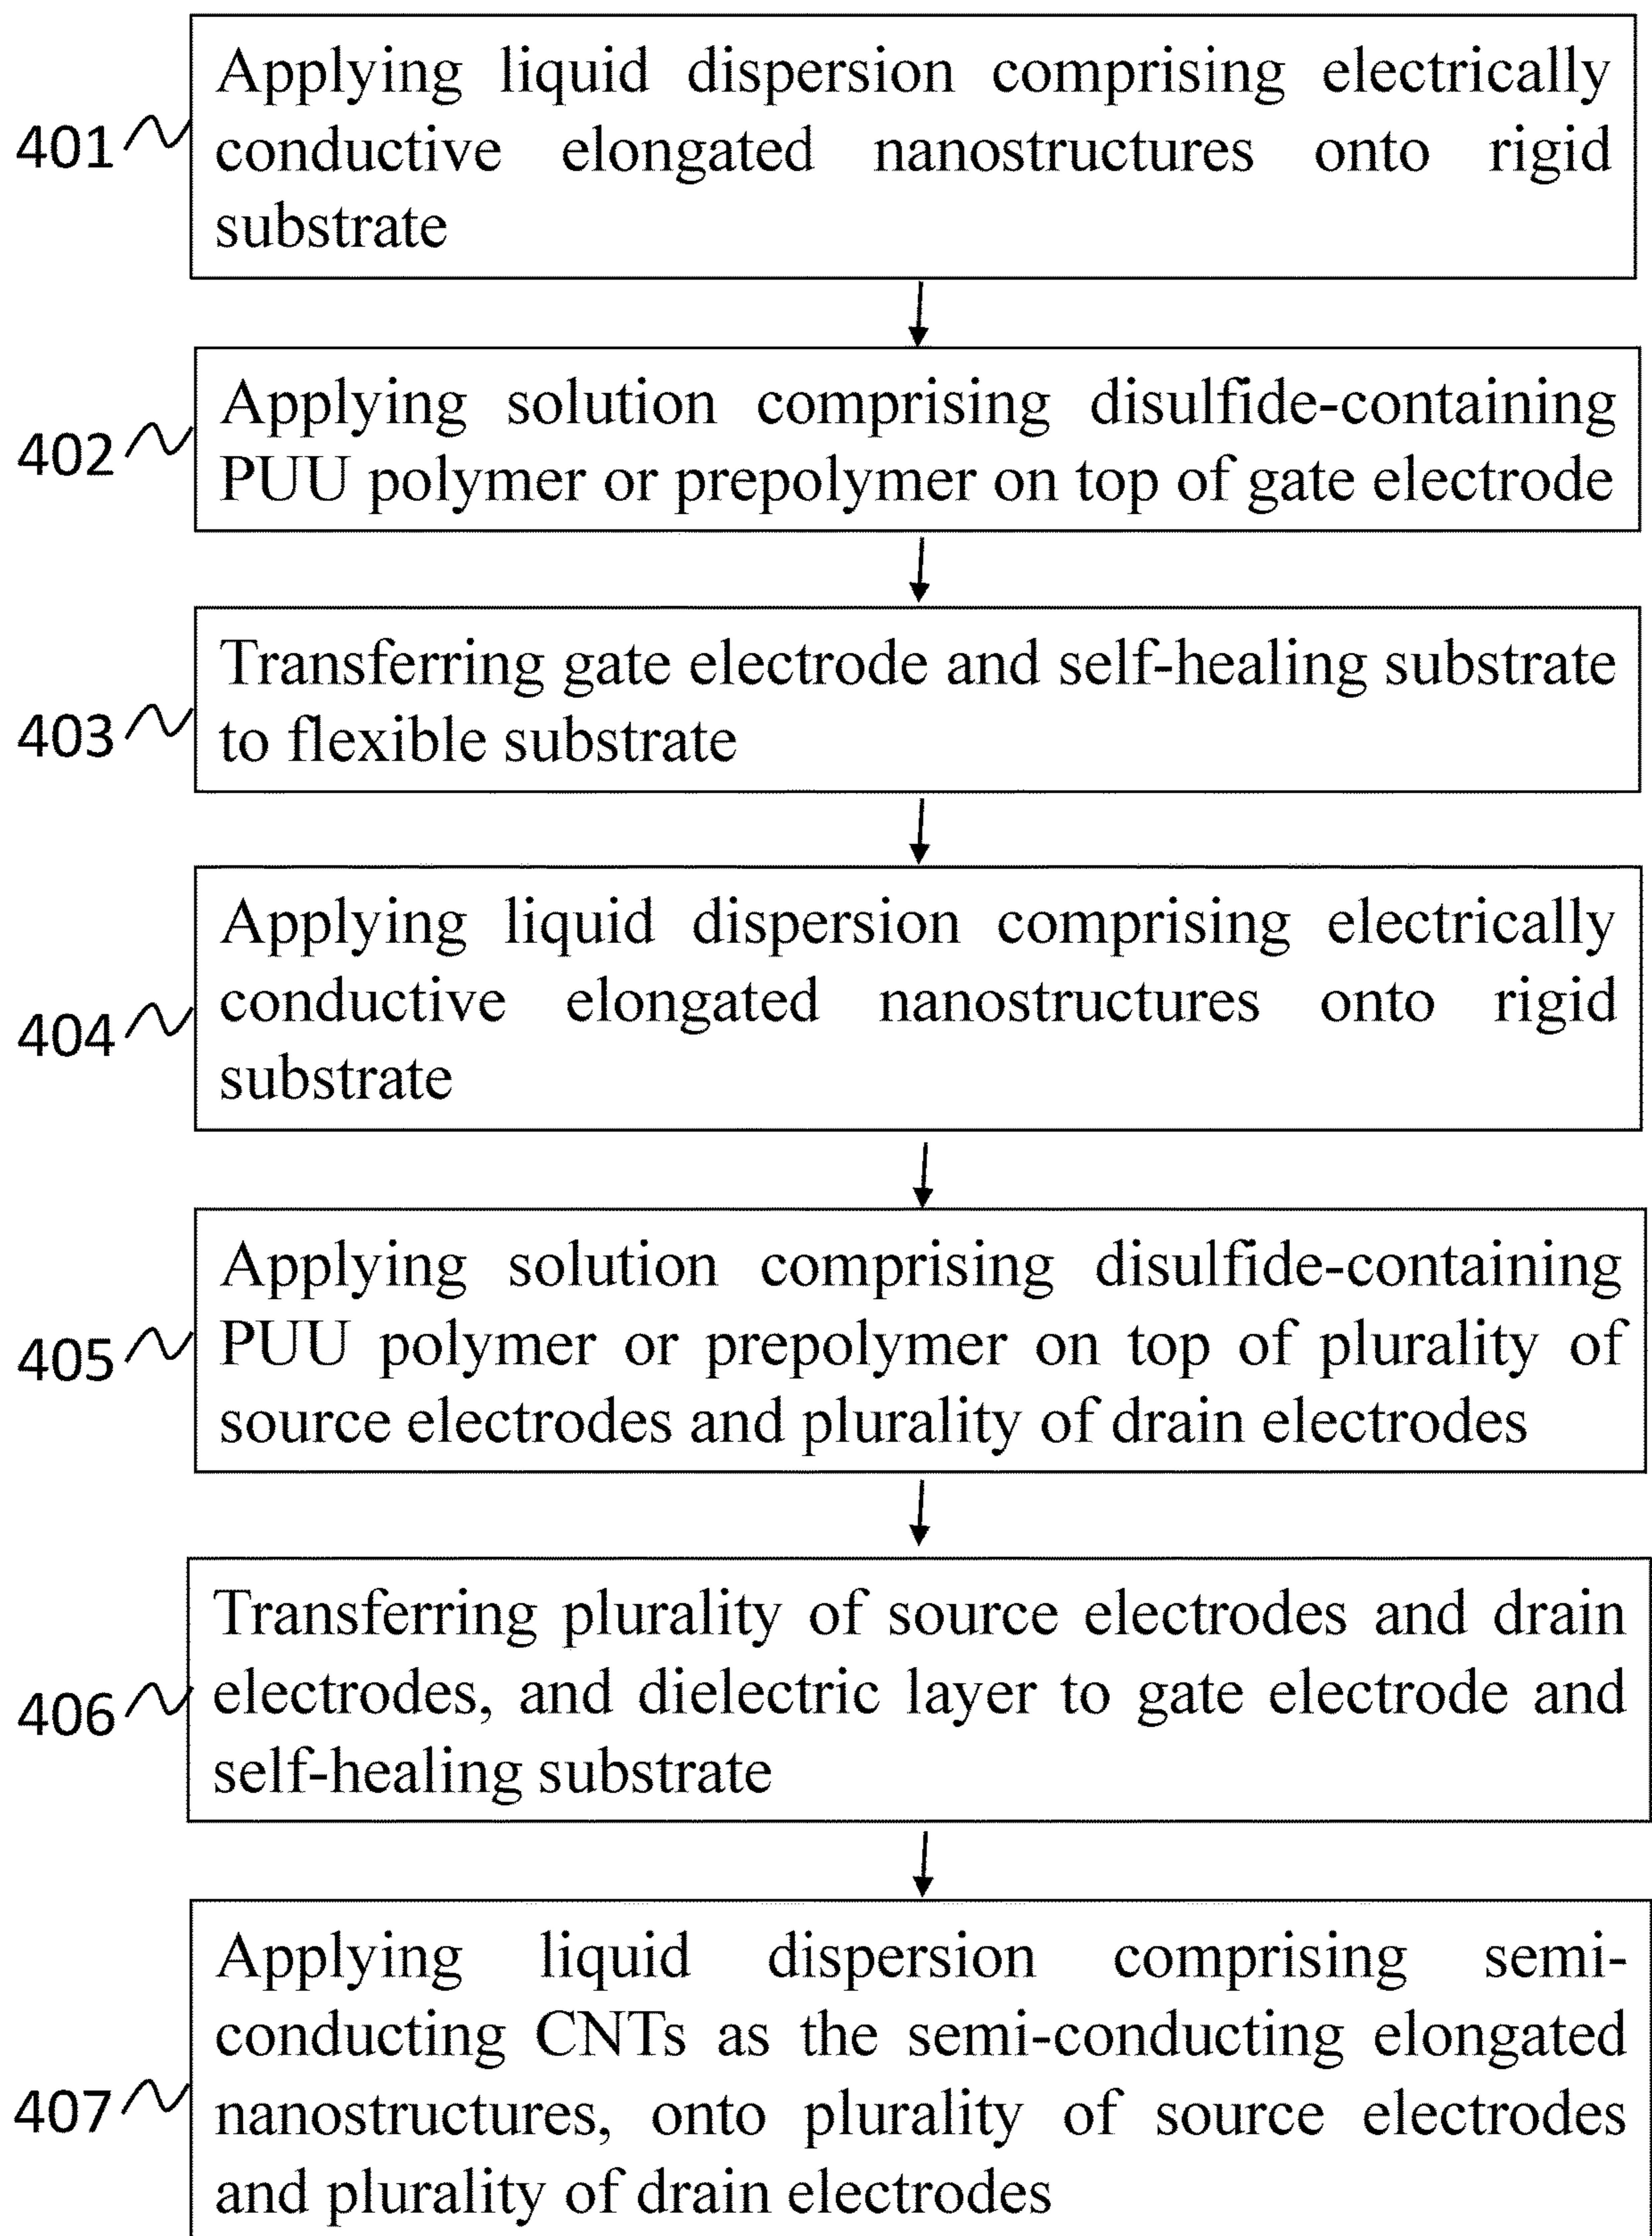 Applying liquid dispersion comprising electrically
401 conductive elongated nanostructures onto rigid
substrate
Applying solution comprising disulfide-containing
402 PUU polymer or prepolymer on top of gate electrode
Transferring gate electrode and self-healing substrate
403 to flexible substrate
Applying liquid dispersion comprising electrically
404 conductive elongated nanostructures onto rigid
substrate
Applying solution comprising disulfide-containing
405 PUU polymer or prepolymer on top of plurality of
source electrodes and plurality of drain electrodes
Transferring plurality of source electrodes and drain
406 electrodes, and dielectric layer to gate electrode and
self-healing substrate
Applying liquid dispersion comprising semi-
conducting CNTs as the semi-conducting elongated
407 nanostructures, onto plurality of source electrodes
and plurality of drain electrodes